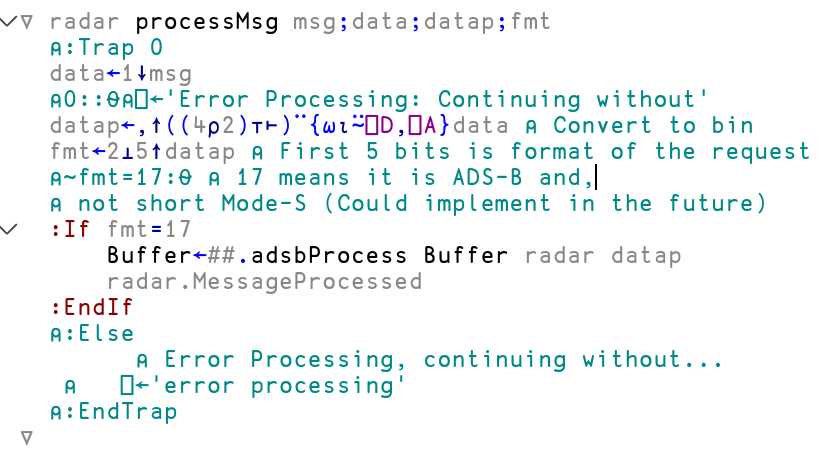 ∇ radar processMsg msg;data;datap;fmt
⍝:Trap 0
data←1↓msg
⍝0::⍬⍝⎕←'Error Processing: Continuing without'
datap←,↑((4⍴2)⊤⊢)¨{⍵⍳⍨⎕D,⎕A}data ⍝ Convert to bin
fmt←2⊥5↑datap ⍝ First 5 bits is format of the request
⍝~fmt=17:⍬ ⍝ 17 means it is ADS-B and,
⍝ not short Mode-S (Could implement in the future)
:If fmt=17
Buffer←##.adsbProcess Buffer radar datap
radar.MessageProcessed
:EndIf
⍝:Else
⍝ Error Processing, continuing without...
⍝ ⎕←'error processing'
⍝:EndTrap
∇